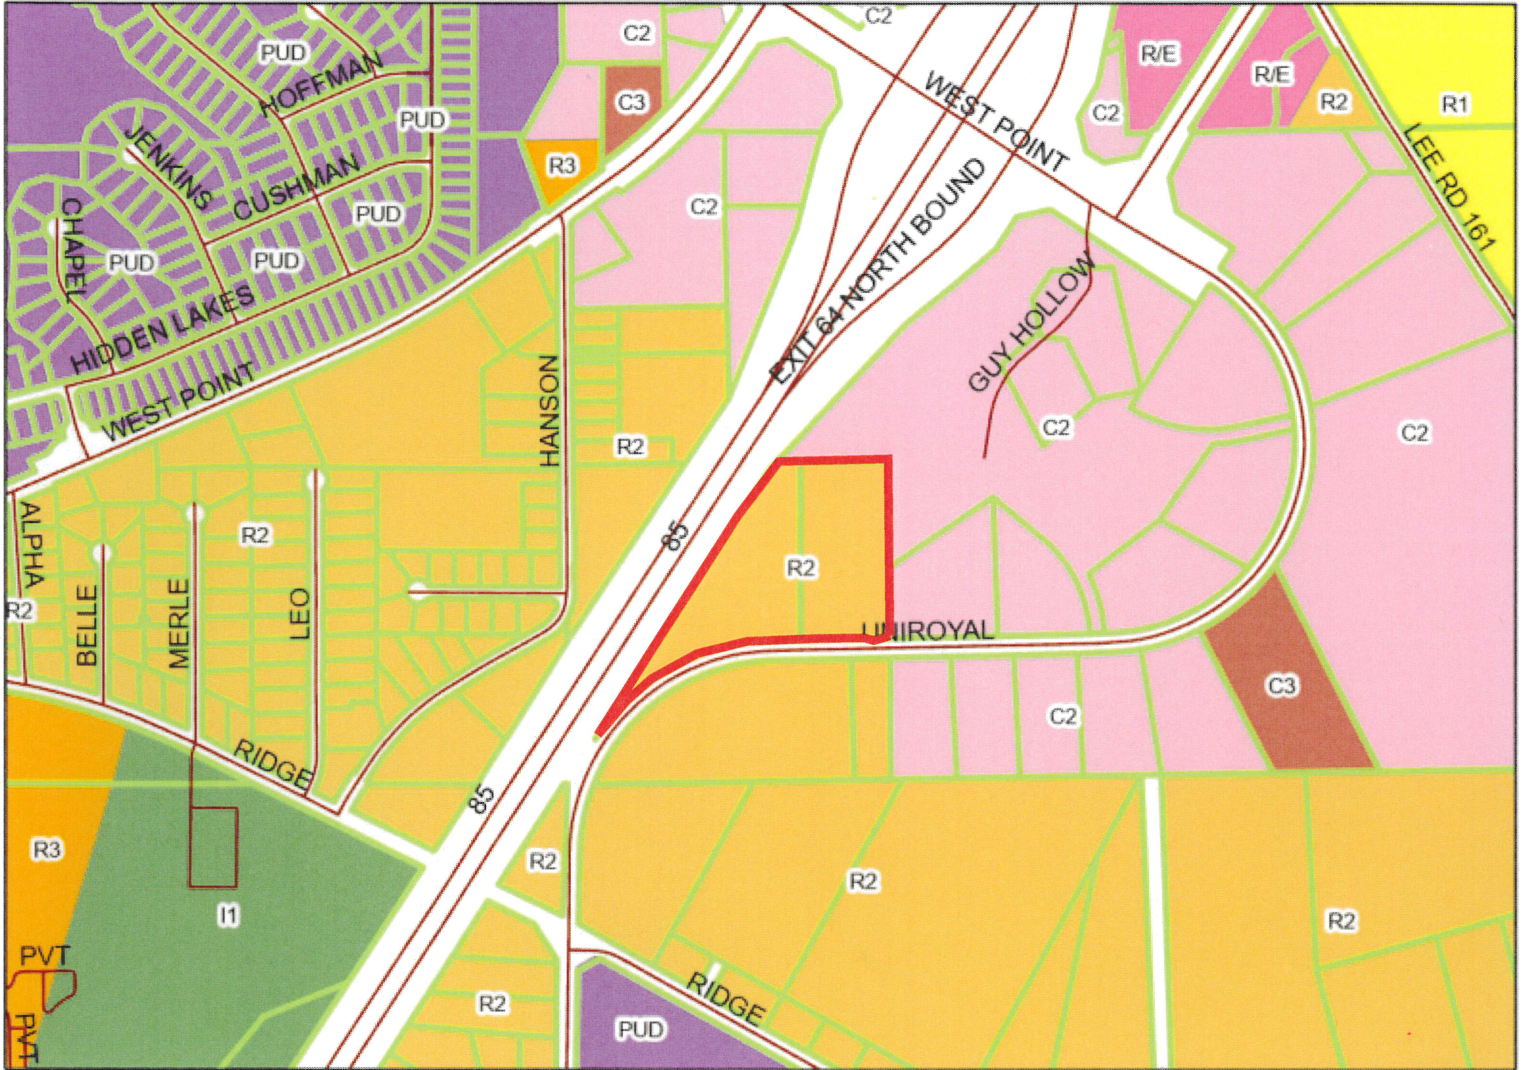 C2
PUD
C2
R/E
HOFFMAN
R/E
C3
R2
R1
WEST POINT
C2
PUD
JENKINS
R3
CUSHMAN
LEE RD 161
CHAPEL
PUD
C2
EXIT 64 NORTH BOUND
PUD
PUD
GUY HOLLOW
HIDDEN LAKES
WEST POINT
HANSON
C2
C2
R2
85
R2
ALPHA
R2
R2
BELLE
MERLE
LEO
UNIROYAL
C3
C2
RIDGE
85
R3
R2
R2
I1
R2
PVT
RIDGE
R2
PUD
PVT